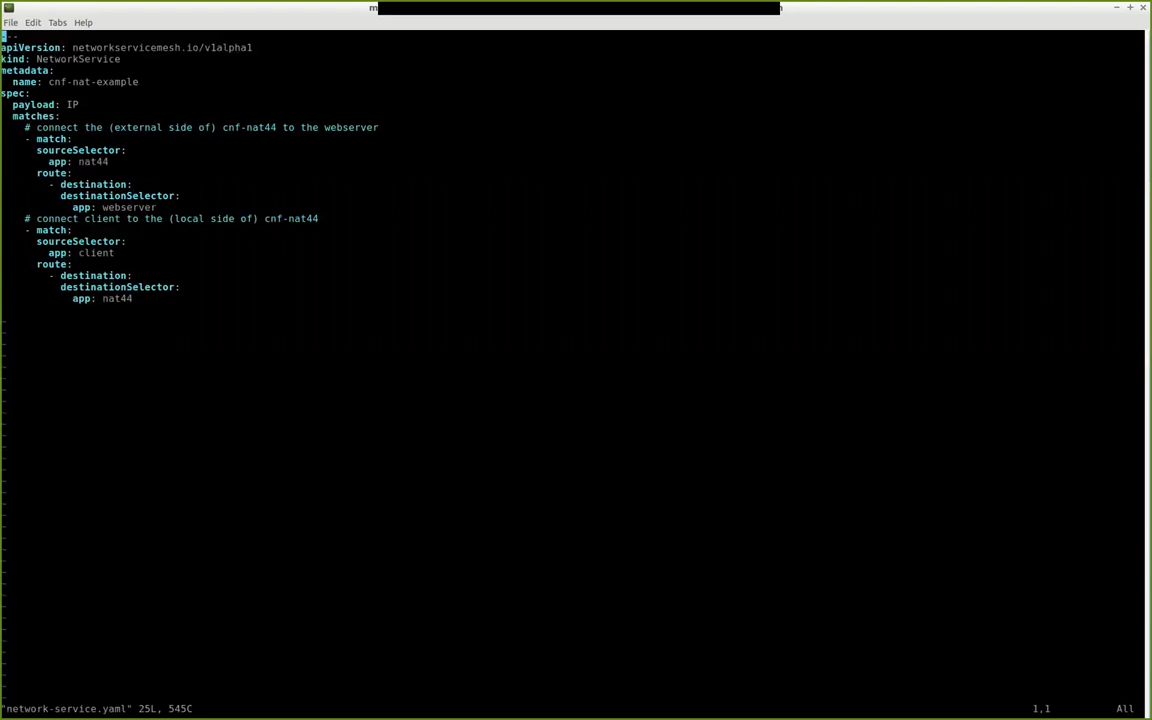 File Edit Tabs Help
---
apiVersion: networkservicemesh.io/v1alpha1
kind: NetworkService
metadata:
  name: cnf-nat-example
spec:
  payload: IP
  matches:
    # connect the (external side of) cnf-nat44 to the webserver
    - match:
      sourceSelector:
        app: nat44
      route:
        - destination:
          destinationSelector:
            app: webserver
    # connect client to the (local side of) cnf-nat44
    - match:
      sourceSelector:
        app: client
      route:
        - destination:
          destinationSelector:
            app: nat44
"network-service.yaml" 25L, 545C 1,1 All